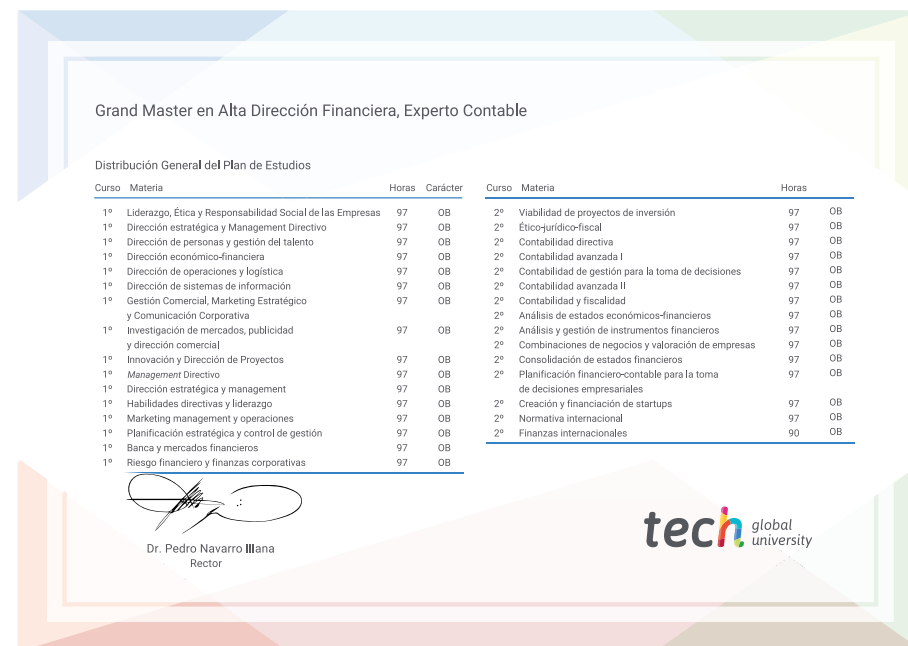 Grand Master en Alta Dirección Financiera, Experto Contable
Distribución General del Plan de Estudios
Curso Materia Horas Carácter
1º Liderazgo, Ética y Responsabilidad Social de las Empresas 97 OB
1º Dirección estratégica y Management Directivo 97 OB
1º Dirección de personas y gestión del talento 97 OB
1º Dirección económico-financiera 97 OB
1º Dirección de operaciones y logística 97 OB
1º Dirección de sistemas de información 97 OB
1º Gestión Comercial, Marketing Estratégico 97 OB
y Comunicación Corporativa
1º Investigación de mercados, publicidad 97 OB
y dirección comercial
1º Innovación y Dirección de Proyectos 97 OB
1º Management Directivo 97 OB
1º Dirección estratégica y management 97 OB
1º Habilidades directivas y liderazgo 97 OB
1º Marketing management y operaciones 97 OB
1º Planificación estratégica y control de gestión 97 OB
1º Banca y mercados financieros 97 OB
1º Riesgo financiero y finanzas corporativas 97 OB
Curso Materia Horas
2º Viabilidad de proyectos de inversión 97 OB
2º Ético-jurídico-fiscal 97 OB
2º Contabilidad directiva 97 OB
2º Contabilidad avanzada I 97 OB
2º Contabilidad de gestión para la toma de decisiones 97 OB
2º Contabilidad avanzada II 97 OB
2º Contabilidad y fiscalidad 97 OB
2º Análisis de estados económicos-financieros 97 OB
2º Análisis y gestión de instrumentos financieros 97 OB
2º Combinaciones de negocios y valoración de empresas 97 OB
2º Consolidación de estados financieros 97 OB
2º Planificación financiero-contable para la toma 97 OB
de decisiones empresariales
2º Creación y financiación de startups 97 OB
2º Normativa internacional 97 OB
2º Finanzas internacionales 90 OB
Dr. Pedro Navarro Illana
Rector
tech global
university